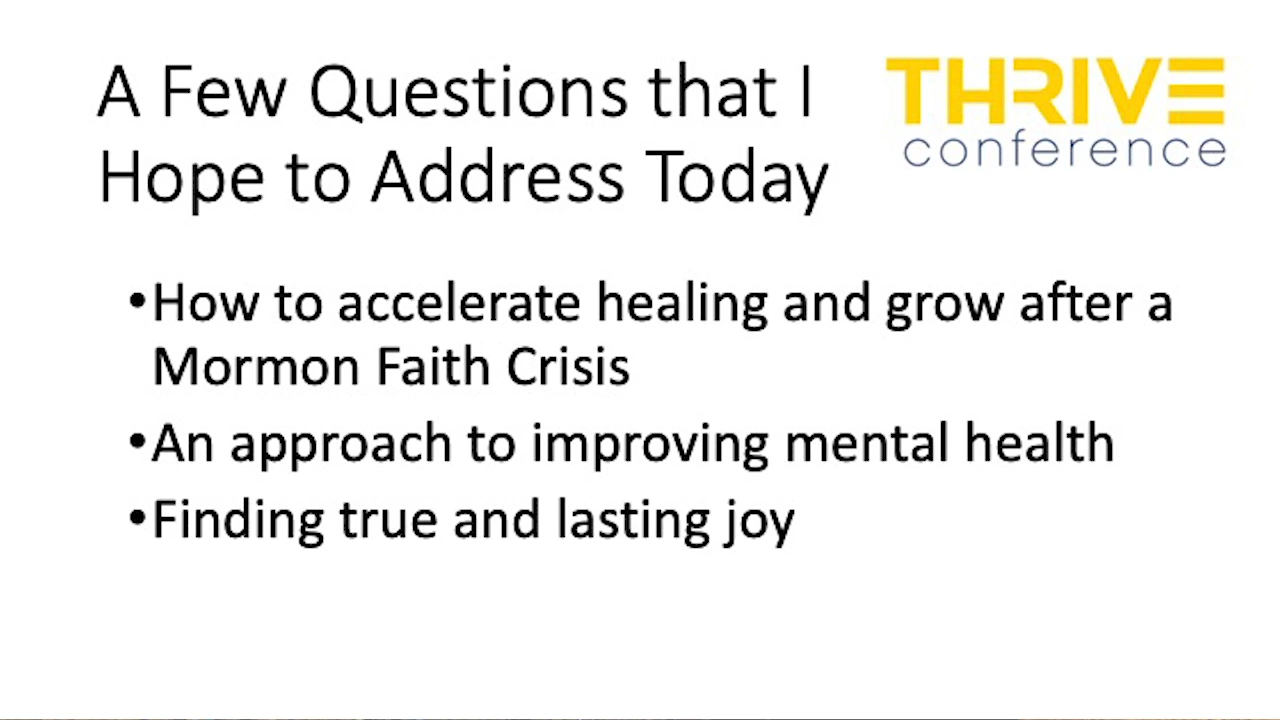 A Few Questions that I
Hope to Address Today
THRIVE
conference
•How to accelerate healing and grow after a
Mormon Faith Crisis
•An approach to improving mental health
•Finding true and lasting joy